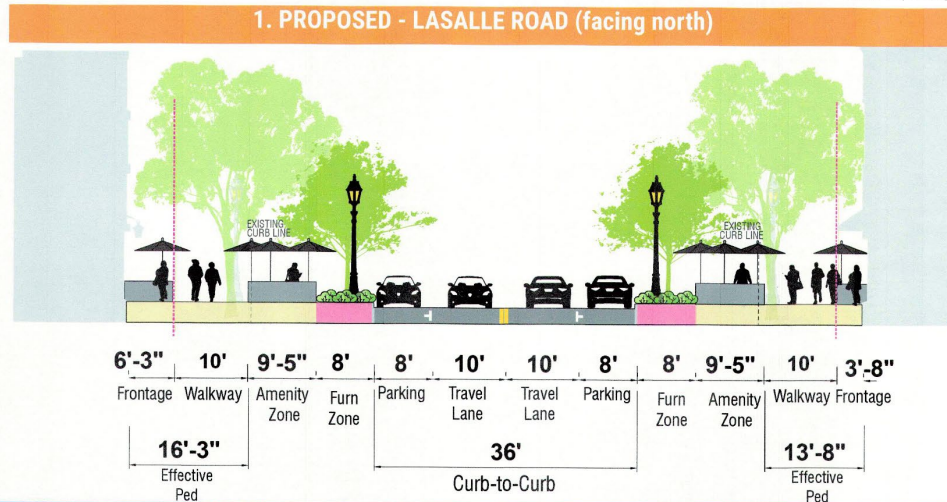 1. PROPOSED - LASALLE ROAD (facing north)
EXISTING
CURB LINE
EXISTING
CURB LINE
6'-3" 10' 9'-5" 8' 8' 10' 10' 8' 8' 9'-5" 10' 3'-8"
Frontage Walkway Amenity Zone Furn Zone Parking Travel Lane Travel Lane Parking Furn Zone Amenity Zone Walkway Frontage
16'-3" 36' 13'-8"
Effective Ped Curb-to-Curb Effective Ped